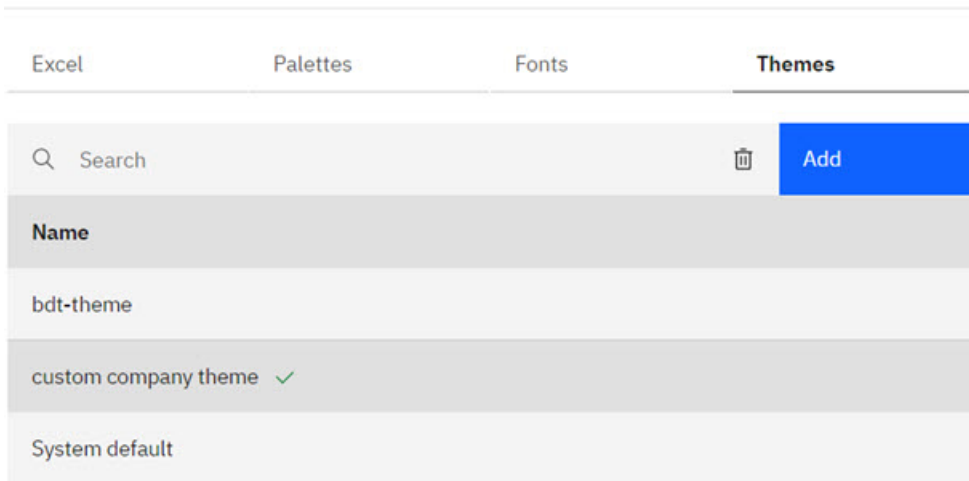 Excel Palettes Fonts Themes
Search Add
Name
bdt-theme
custom company theme
System default